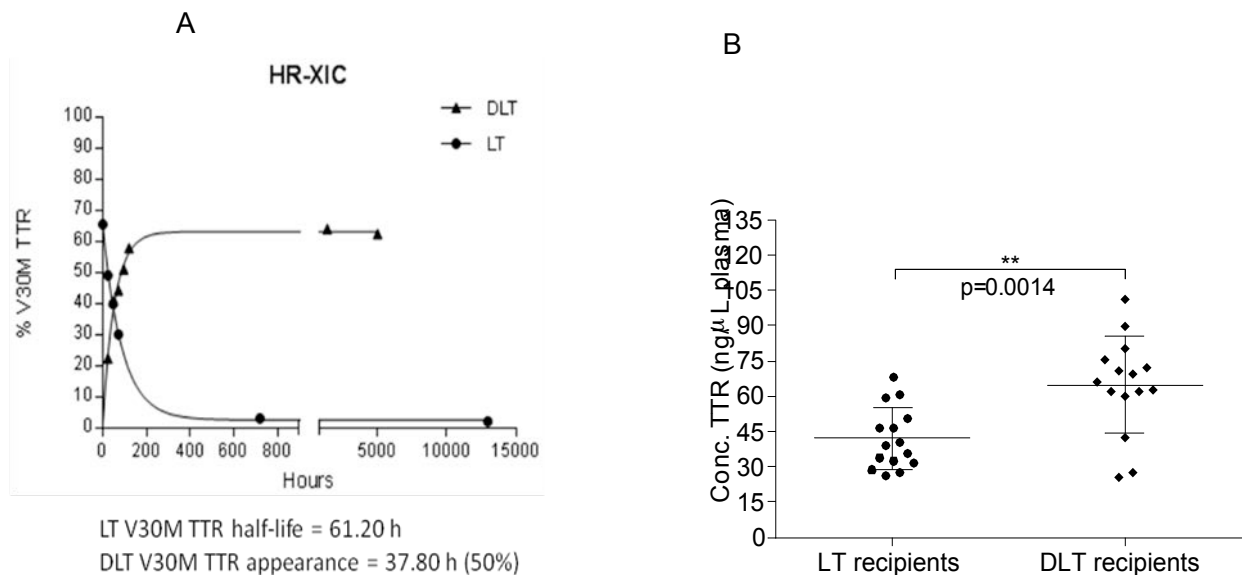 A
HR-XIC
DLT
LT
100
90
80
70
60
50
40
30
20
10
0
% V30M TTR
0 200 400 600 800 5000 10000 15000
Hours
LT V30M TTR half-life = 61.20 h
DLT V30M TTR appearance = 37.80 h (50%)
B
135
120
105
90
75
60
45
30
15
0
Conc. TTR (ng/μL plasma)
**
p=0.0014
LT recipients DLT recipients